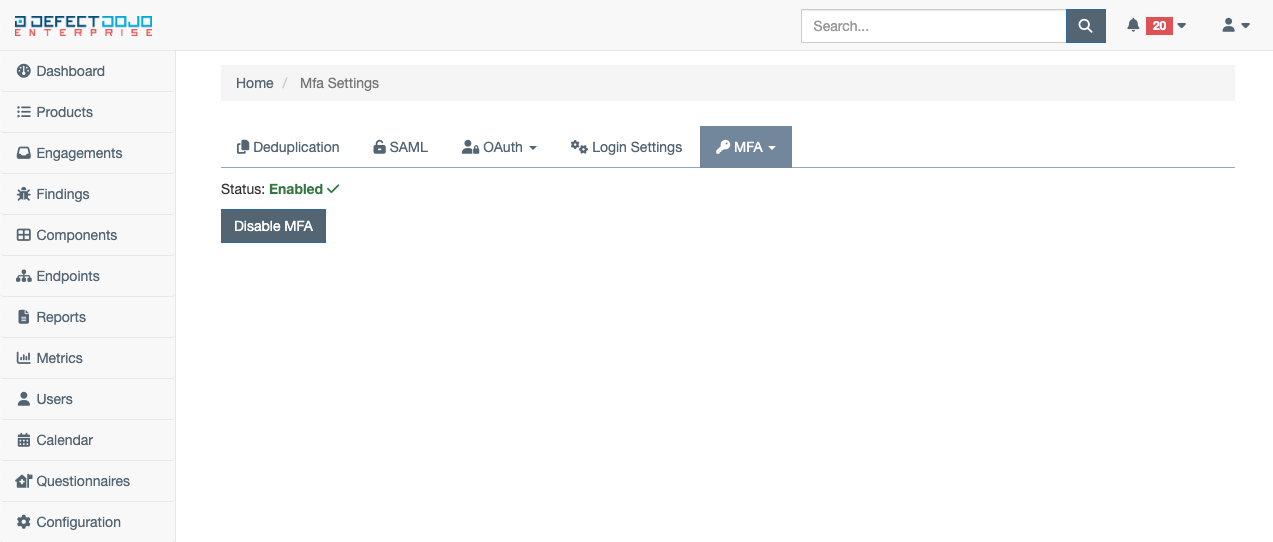 DEFECTDOJO
ENTERPRISE
Search...
20
Dashboard
Products
Engagements
Findings
Components
Endpoints
Reports
Metrics
Users
Calendar
Questionnaires
Configuration
Home / Mfa Settings
Deduplication SAML OAuth Login Settings MFA
Status: Enabled
Disable MFA